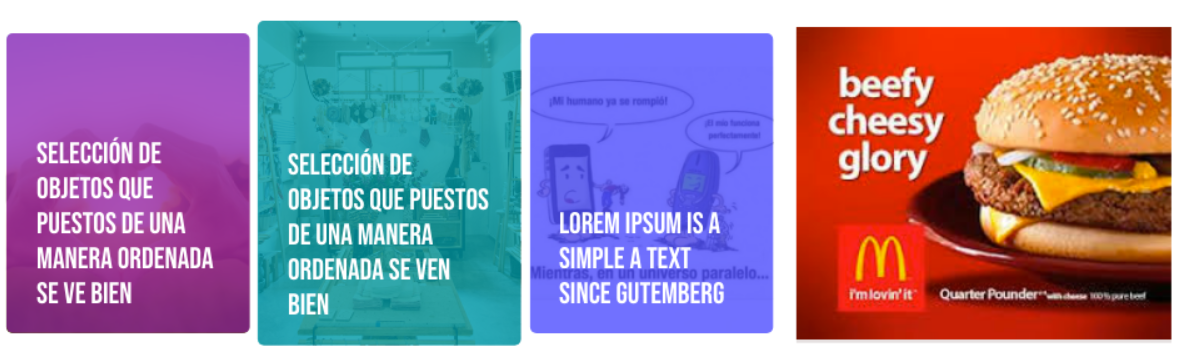 SELECCIÓN DE
OBJETOS QUE
PUESTOS DE UNA
MANERA ORDENADA
SE VE BIEN
SELECCIÓN DE
OBJETOS QUE PUESTOS
DE UNA MANERA
ORDENADA SE VEN
BIEN
¡Mi humano ya se rompió!
¡El mío funciona
perfectamente!
LOREM IPSUM IS A
SIMPLE A TEXT
Mientras, en un universo paralelo...
SINCE GUTEMBERG
beefy
cheesy
glory
i'm lovin' it
Quarter Pounder with cheese 100% pure beef